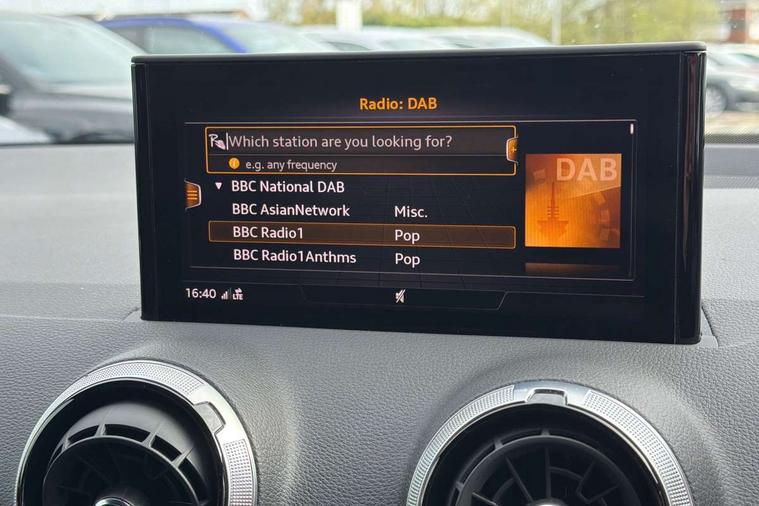 Radio: DAB
Which station are you looking for?
e.g. any frequency
DAB
BBC National DAB
BBC AsianNetwork Misc.
BBC Radio1 Pop
BBC Radio1Anthms Pop
16:40 LTE